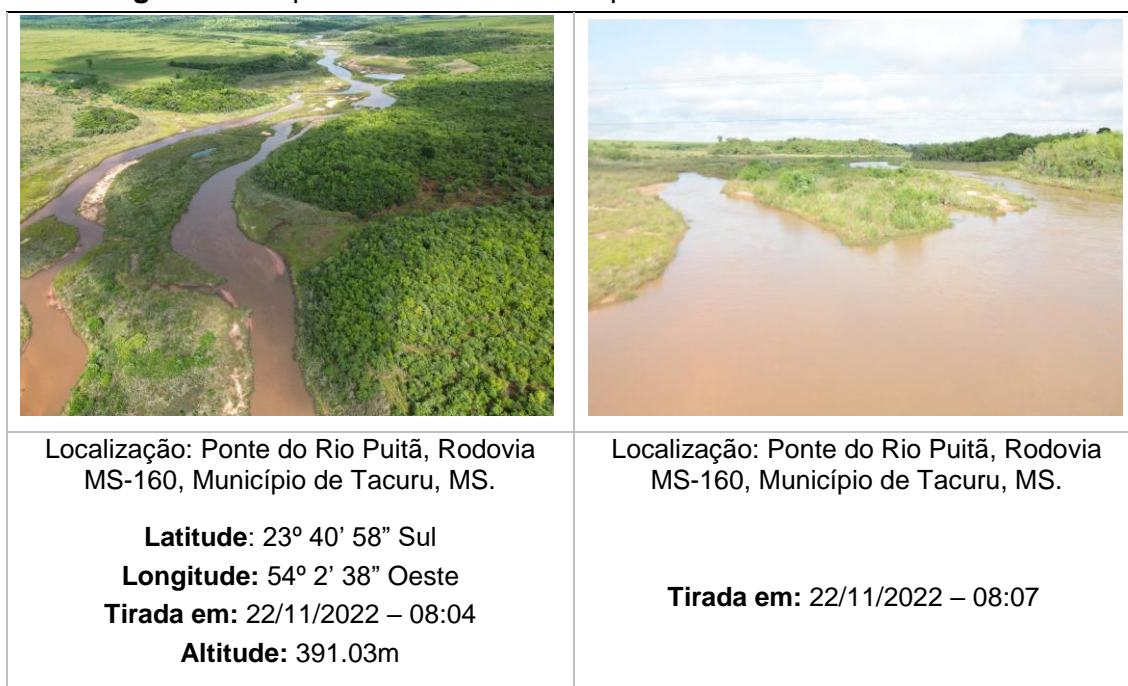 Localização: Ponte do Rio Puitã, Rodovia
MS-160, Município de Tacuru, MS.
Latitude: 23º 40’ 58” Sul
Longitude: 54º 2’ 38” Oeste
Tirada em: 22/11/2022 – 08:04
Altitude: 391.03m
Localização: Ponte do Rio Puitã, Rodovia
MS-160, Município de Tacuru, MS.
Tirada em: 22/11/2022 – 08:07